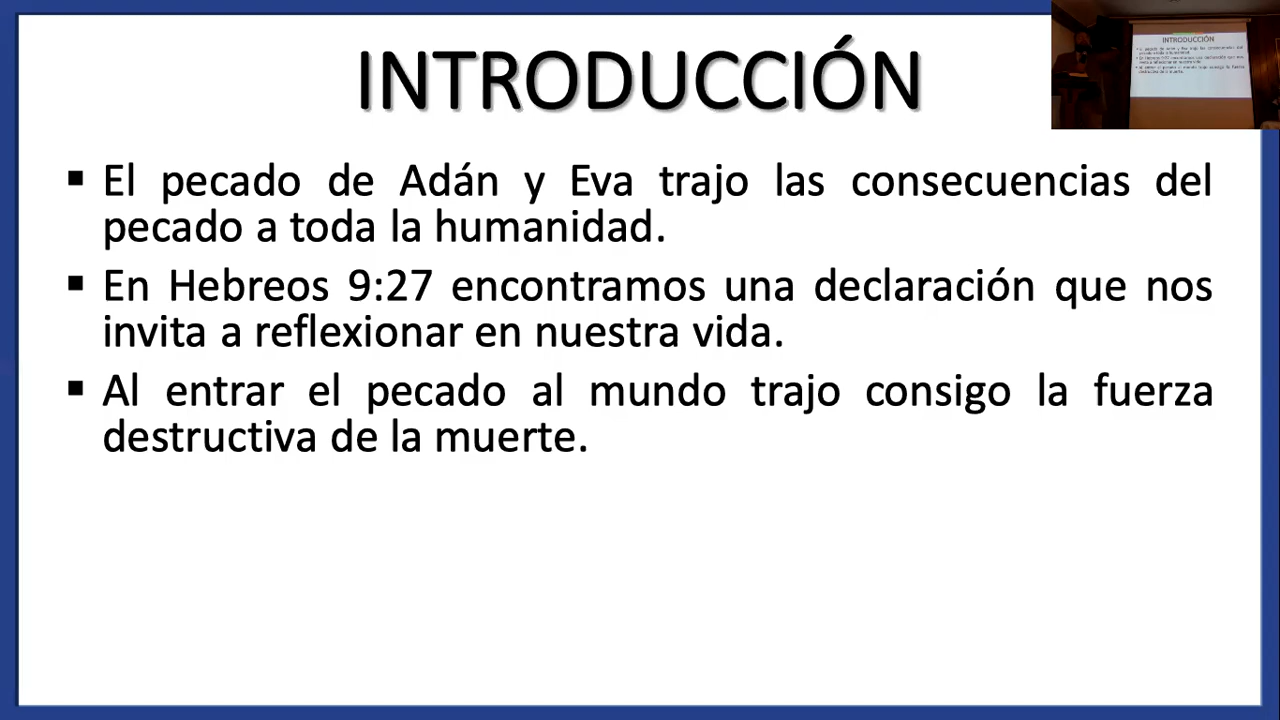 INTRODUCCIÓN
▪ El pecado de Adán y Eva trajo las consecuencias del
pecado a toda la humanidad.
▪ En Hebreos 9:27 encontramos una declaración que nos
invita a reflexionar en nuestra vida.
▪ Al entrar el pecado al mundo trajo consigo la fuerza
destructiva de la muerte.
INTRODUCCIÓN